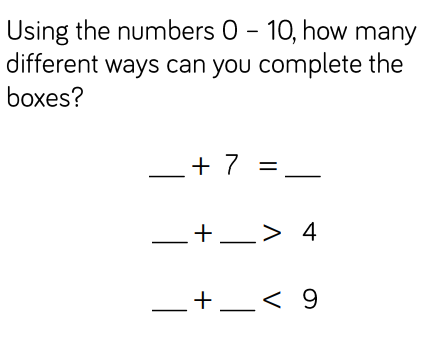 Using the numbers 0 – 10, how many
different ways can you complete the
boxes?
__ + 7 = __
__ + __ > 4
__ + __ < 9